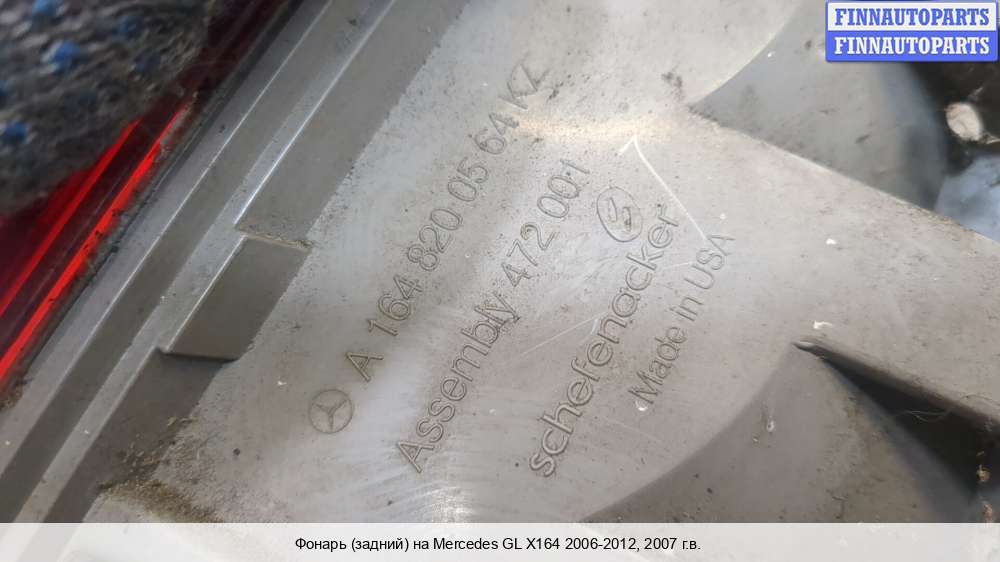 FINNAUTOPARTS
FINNAUTOPARTS
A 164 820 05 64 KZ
Assembly 472 001
schefenacker
Made in USA
Фонарь (задний) на Mercedes GL X164 2006-2012, 2007 г.в.